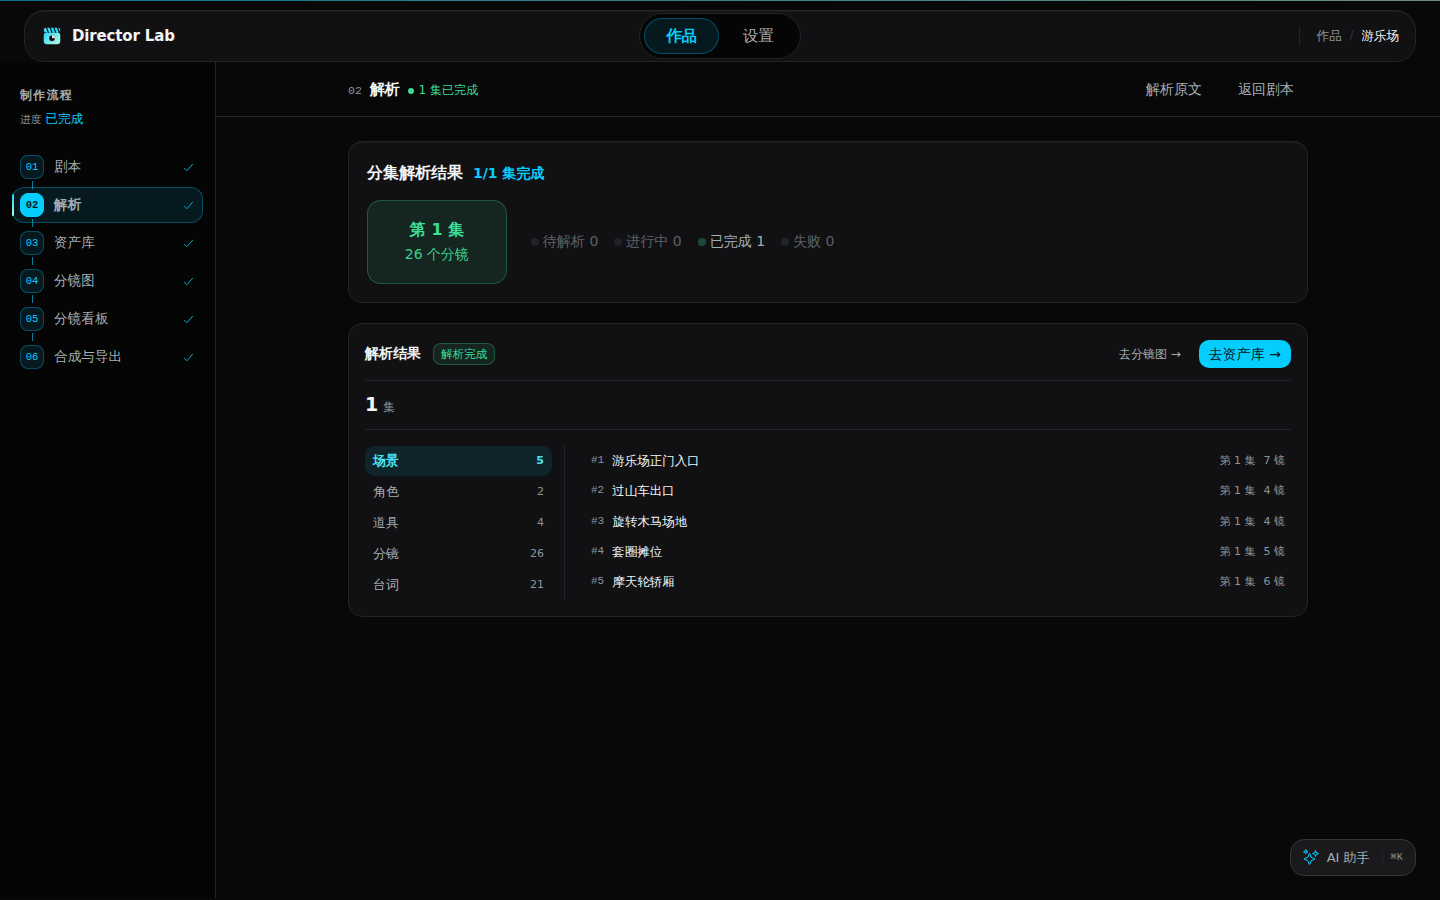 Director Lab
作品
设置
作品 / 游乐场
制作流程
进度 已完成
01 剧本
02 解析
03 资产库
04 分镜图
05 分镜看板
06 合成与导出
02 解析 1 集已完成
解析原文
返回剧本
分集解析结果 1/1 集完成
第 1 集
26 个分镜
待解析 0 进行中 0 已完成 1 失败 0
解析结果 解析完成
去分镜图 →
去资产库 →
1 集
场景 5
角色 2
道具 4
分镜 26
台词 21
#1 游乐场正门入口 第 1 集 7 镜
#2 过山车出口 第 1 集 4 镜
#3 旋转木马场地 第 1 集 4 镜
#4 套圈摊位 第 1 集 5 镜
#5 摩天轮轿厢 第 1 集 6 镜
AI 助手 ⌘K